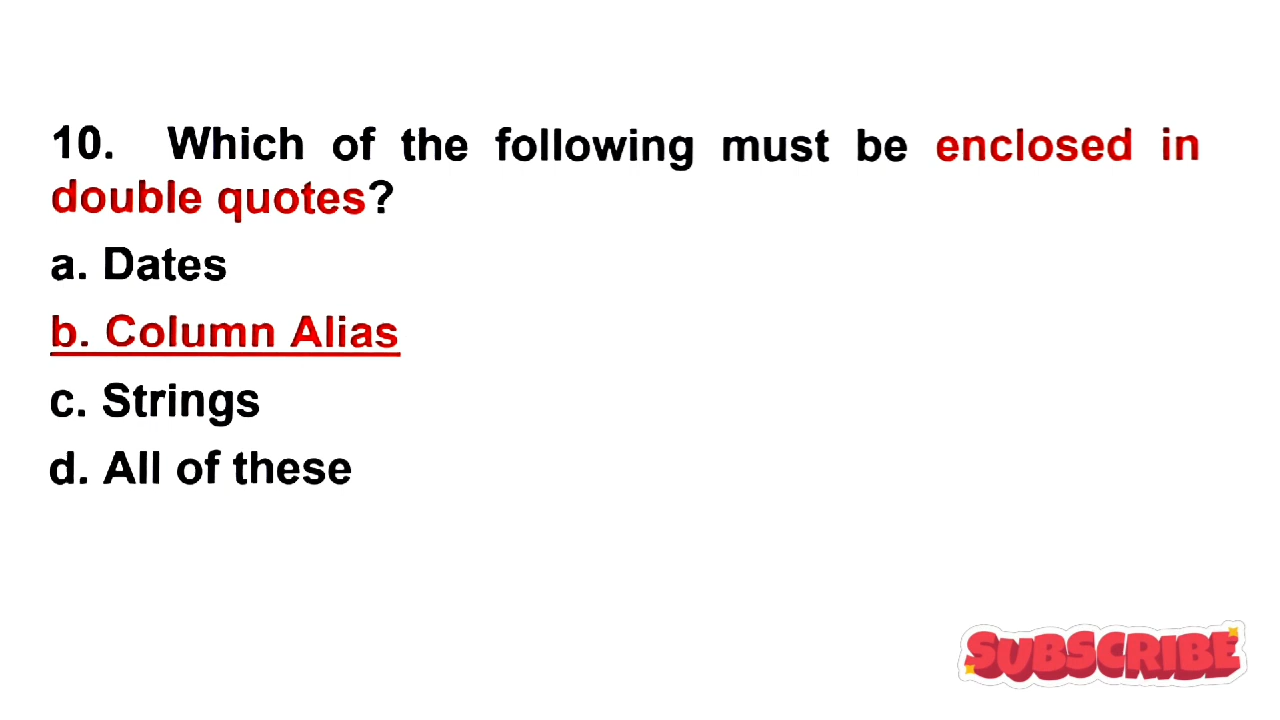 10. Which of the following must be enclosed in
double quotes?
a. Dates
b. Column Alias
c. Strings
d. All of these
SUBSCRIBE